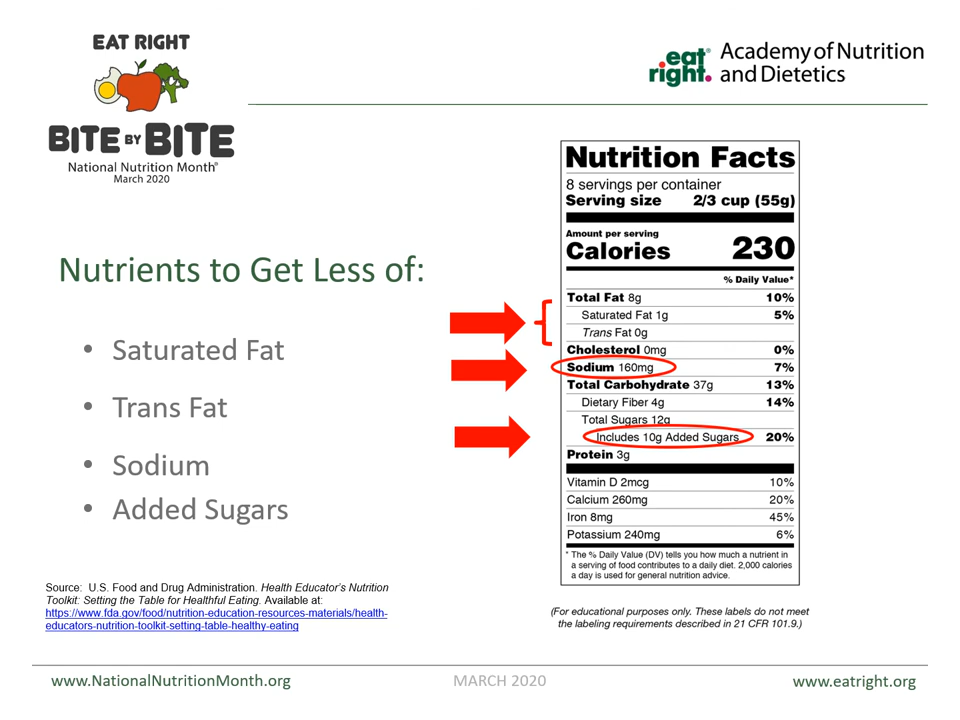 EAT RIGHT
BITE BY BITE
National Nutrition Month®
March 2020
eat right.® Academy of Nutrition and Dietetics
Nutrients to Get Less of:
• Saturated Fat
• Trans Fat
• Sodium
• Added Sugars
Source: U.S. Food and Drug Administration. Health Educator's Nutrition
Toolkit: Setting the Table for Healthful Eating. Available at:
https://www.fda.gov/food/nutrition-education-resources-materials/health-
educators-nutrition-toolkit-setting-table-healthy-eating
Nutrition Facts
8 servings per container
Serving size 2/3 cup (55g)
Amount per serving
Calories 230
% Daily Value*
Total Fat 8g 10%
Saturated Fat 1g 5%
Trans Fat 0g
Cholesterol 0mg 0%
Sodium 160mg 7%
Total Carbohydrate 37g 13%
Dietary Fiber 4g 14%
Total Sugars 12g
Includes 10g Added Sugars 20%
Protein 3g
Vitamin D 2mcg 10%
Calcium 260mg 20%
Iron 8mg 45%
Potassium 240mg 6%
* The % Daily Value (DV) tells you how much a nutrient in
a serving of food contributes to a daily diet. 2,000 calories
a day is used for general nutrition advice.
(For educational purposes only. These labels do not meet
the labeling requirements described in 21 CFR 101.9.)
www.NationalNutritionMonth.org
MARCH 2020
www.eatright.org